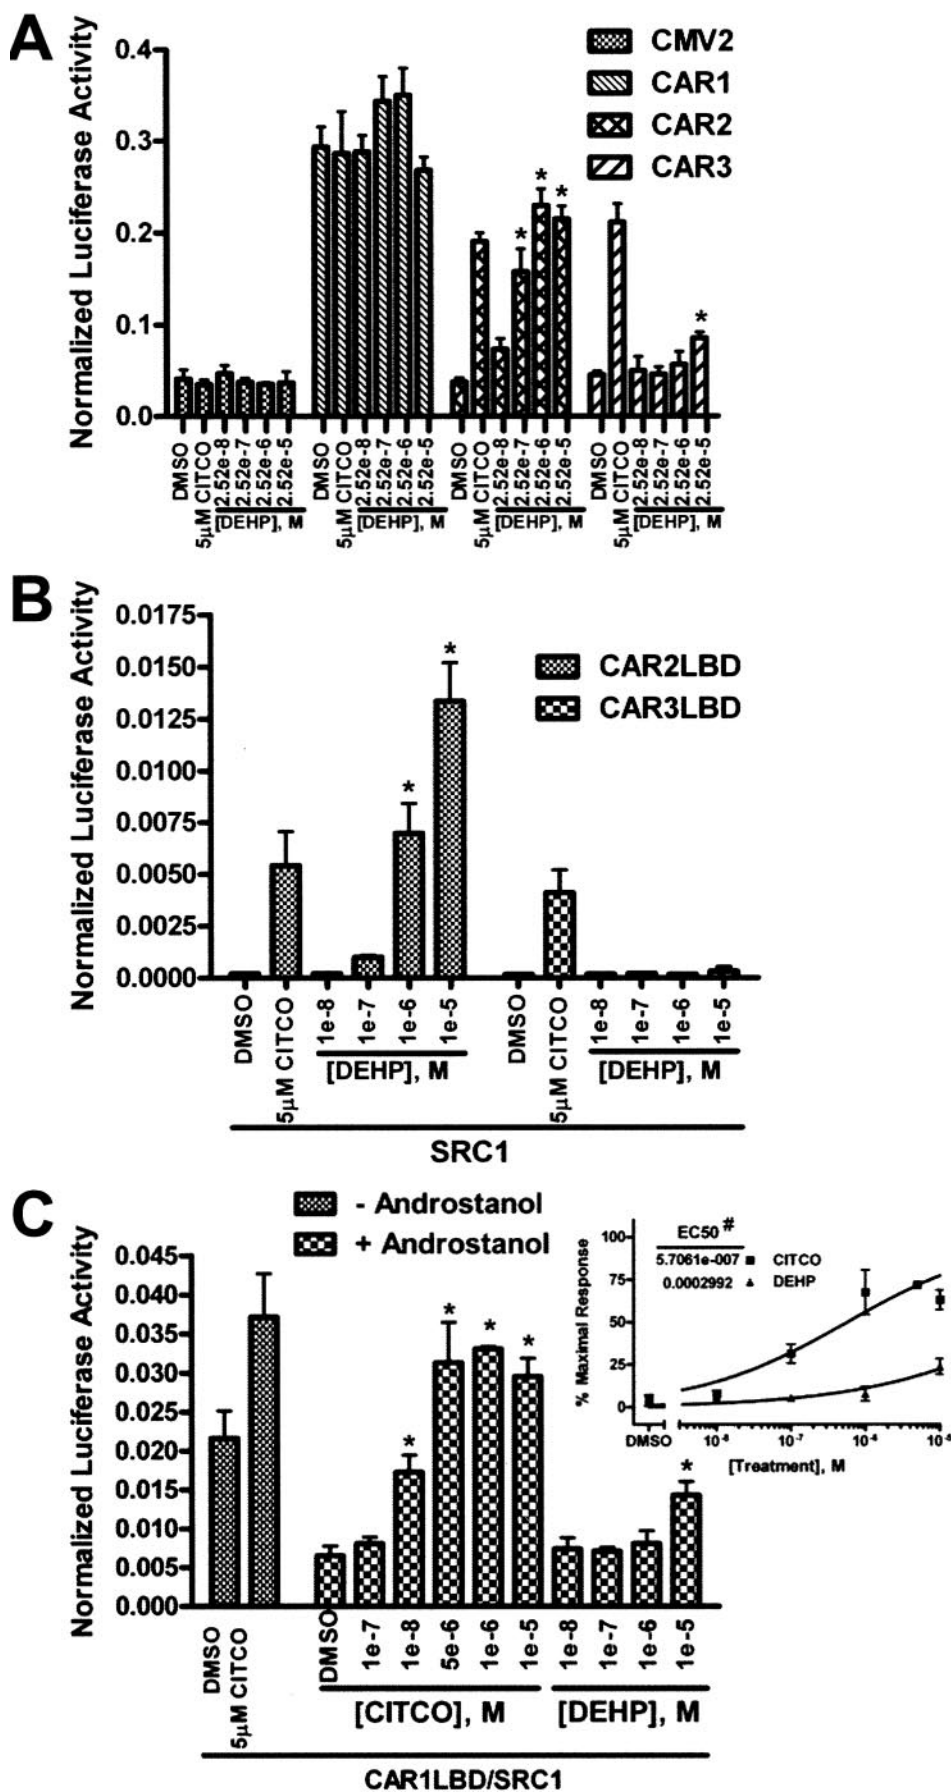 A
Normalized Luciferase Activity
0.4
0.3
0.2
0.1
0.0
CMV2
CAR1
CAR2
CAR3
*
*
*
*
DMSO
5µM CITCO
2.52e-8
2.52e-7
2.52e-6
2.52e-5
[DEHP], M
DMSO
5µM CITCO
2.52e-8
2.52e-7
2.52e-6
2.52e-5
[DEHP], M
DMSO
5µM CITCO
2.52e-8
2.52e-7
2.52e-6
2.52e-5
[DEHP], M
DMSO
5µM CITCO
2.52e-8
2.52e-7
2.52e-6
2.52e-5
[DEHP], M
B
Normalized Luciferase Activity
0.0175
0.0150
0.0125
0.0100
0.0075
0.0050
0.0025
0.0000
CAR2LBD
CAR3LBD
*
*
DMSO
5µM CITCO
1e-8
1e-7
1e-6
1e-5
[DEHP], M
DMSO
5µM CITCO
1e-8
1e-7
1e-6
1e-5
[DEHP], M
SRC1
C
Normalized Luciferase Activity
0.045
0.040
0.035
0.030
0.025
0.020
0.015
0.010
0.005
0.000
- Androstanol
+ Androstanol
*
*
*
*
*
% Maximal Response
100
75
50
25
0
EC50 #
5.7061e-007 CITCO
0.0002992 DEHP
DMSO
10⁻⁷
[Treatment], M
DMSO
5µM CITCO
DMSO
1e-7
1e-8
5e-6
1e-6
1e-5
[CITCO], M
1e-8
1e-7
1e-6
1e-5
[DEHP], M
CAR1LBD/SRC1